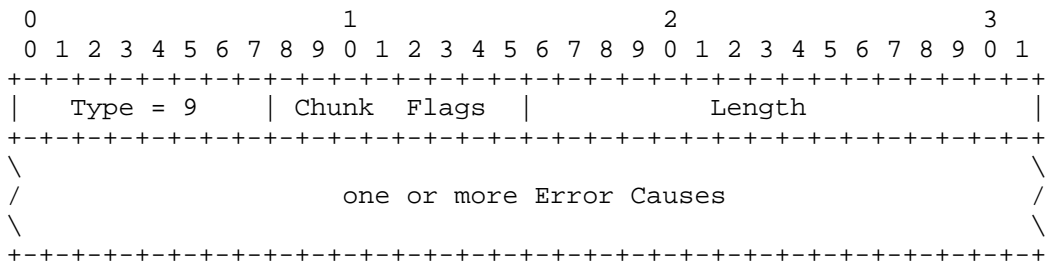 0                   1                   2                   3
 0 1 2 3 4 5 6 7 8 9 0 1 2 3 4 5 6 7 8 9 0 1 2 3 4 5 6 7 8 9 0 1
+-+-+-+-+-+-+-+-+-+-+-+-+-+-+-+-+-+-+-+-+-+-+-+-+-+-+-+-+-+-+-+-+
|   Type = 9    | Chunk  Flags  |           Length              |
+-+-+-+-+-+-+-+-+-+-+-+-+-+-+-+-+-+-+-+-+-+-+-+-+-+-+-+-+-+-+-+-+
\                                                               \
/                    one or more Error Causes                   /
\                                                               \
+-+-+-+-+-+-+-+-+-+-+-+-+-+-+-+-+-+-+-+-+-+-+-+-+-+-+-+-+-+-+-+-+